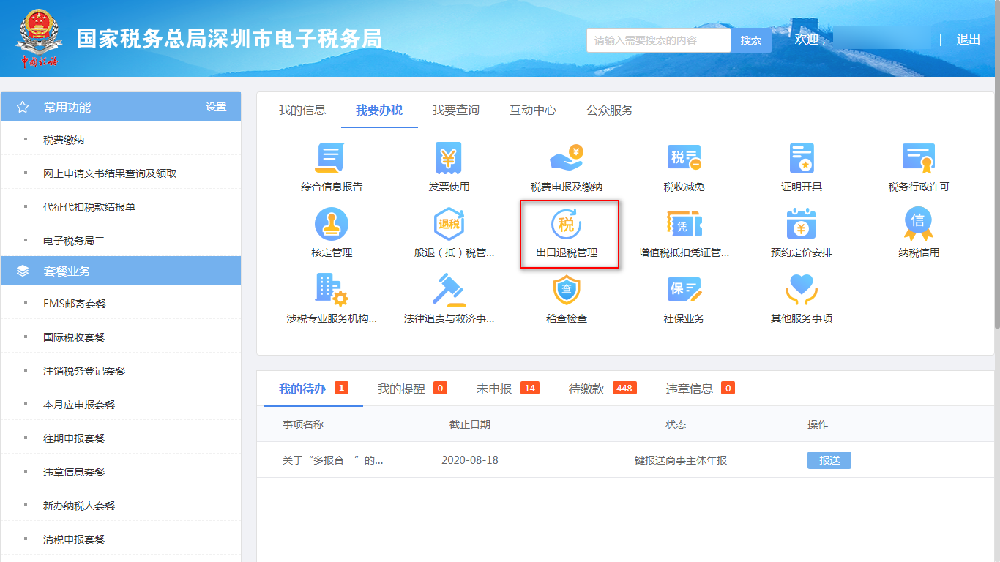 国家税务总局深圳市电子税务局
中国税务
请输入需要搜索的内容 搜索 欢迎， | 退出
常用功能 设置
税费缴纳
网上申请文书结果查询及领取
代征代扣税款结报单
电子税务局二
套餐业务
EMS邮寄套餐
国际税收套餐
注销税务登记套餐
本月应申报套餐
往期申报套餐
违章信息套餐
新办纳税人套餐
清税申报套餐
我的信息 我要办税 我要查询 互动中心 公众服务
税 信
综合信息报告 发票使用 税费申报及缴纳 税收减免 证明开具 税务行政许可
退税 税 凭
核定管理 一般退（抵）税管... 出口退税管理 增值税抵扣凭证管... 预约定价安排 纳税信用
查 保
涉税专业服务机构... 法律追责与救济事... 稽查检查 社保业务 其他服务事项
我的待办 1 我的提醒 0 未申报 14 待缴款 448 违章信息 0
事项名称 截止日期 状态 操作
关于“多报合一”的... 2020-08-18 一键报送商事主体年报 报送